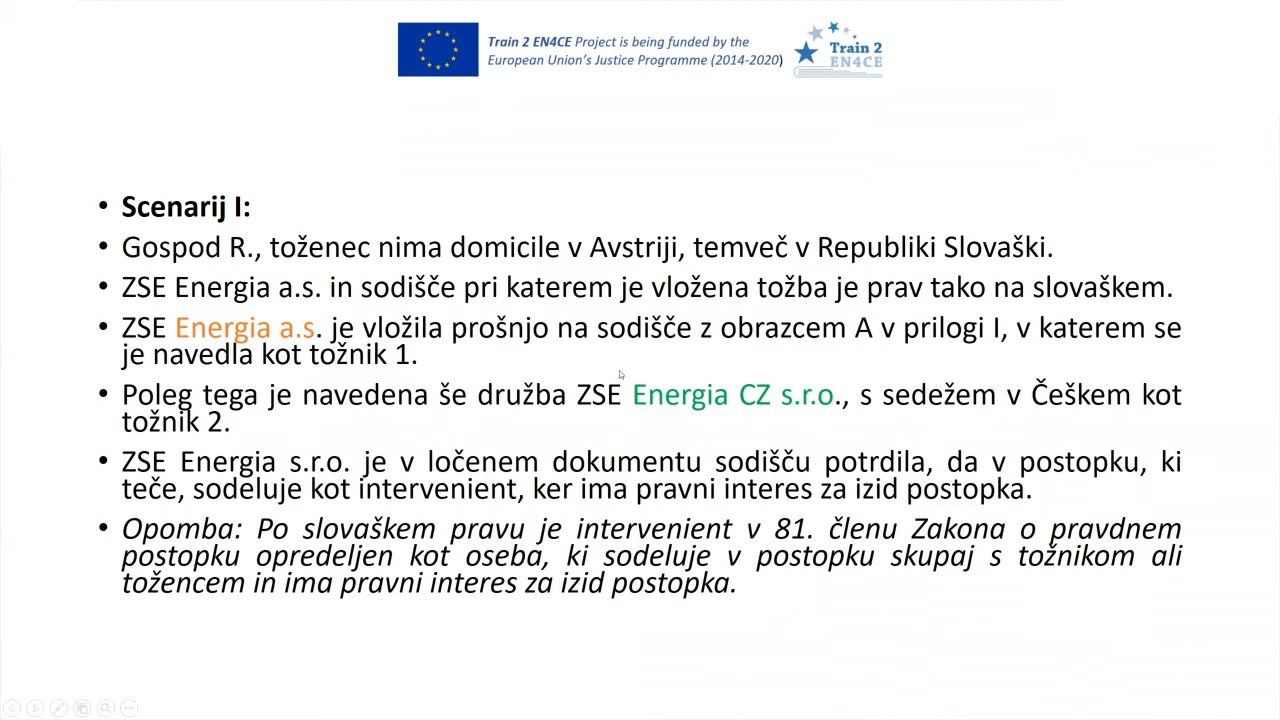 Train 2 EN4CE Project is being funded by the
European Union's Justice Programme (2014-2020)
Train 2
EN4CE
• Scenarij I:
• Gospod R., toženec nima domicile v Avstriji, temveč v Republiki Slovaški.
• ZSE Energia a.s. in sodišče pri katerem je vložena tožba je prav tako na slovaškem.
• ZSE Energia a.s. je vložila prošnjo na sodišče z obrazcem A v prilogi I, v katerem se
je navedla kot tožnik 1.
• Poleg tega je navedena še družba ZSE Energia CZ s.r.o., s sedežem v Češkem kot
tožnik 2.
• ZSE Energia s.r.o. je v ločenem dokumentu sodišču potrdila, da v postopku, ki
teče, sodeluje kot intervenient, ker ima pravni interes za izid postopka.
• Opomba: Po slovaškem pravu je intervenient v 81. členu Zakona o pravdnem
postopku opredeljen kot oseba, ki sodeluje v postopku skupaj s tožnikom ali
tožencem in ima pravni interes za izid postopka.